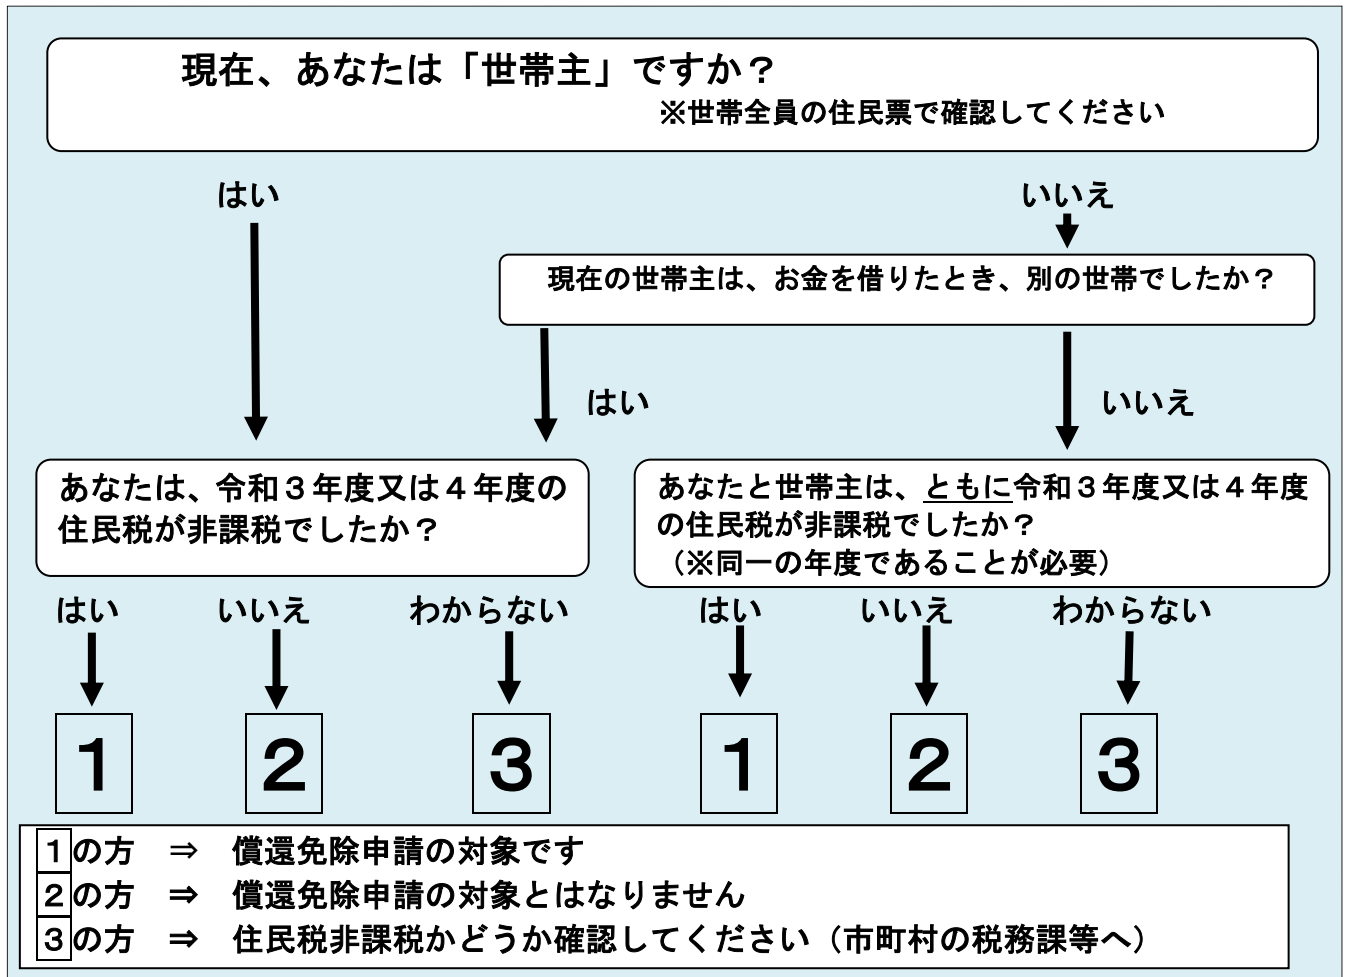 現在、あなたは「世帯主」ですか？
※世帯全員の住民票で確認してください
はい
いいえ
現在の世帯主は、お金を借りたとき、別の世帯でしたか？
はい
いいえ
あなたは、令和３年度又は４年度の
住民税が非課税でしたか？
あなたと世帯主は、ともに令和３年度又は４年度
の住民税が非課税でしたか？
（※同一の年度であることが必要）
はい
いいえ
わからない
はい
いいえ
わからない
１
２
３
１
２
３
１の方　⇒　償還免除申請の対象です
２の方　⇒　償還免除申請の対象とはなりません
３の方　⇒　住民税非課税かどうか確認してください（市町村の税務課等へ）